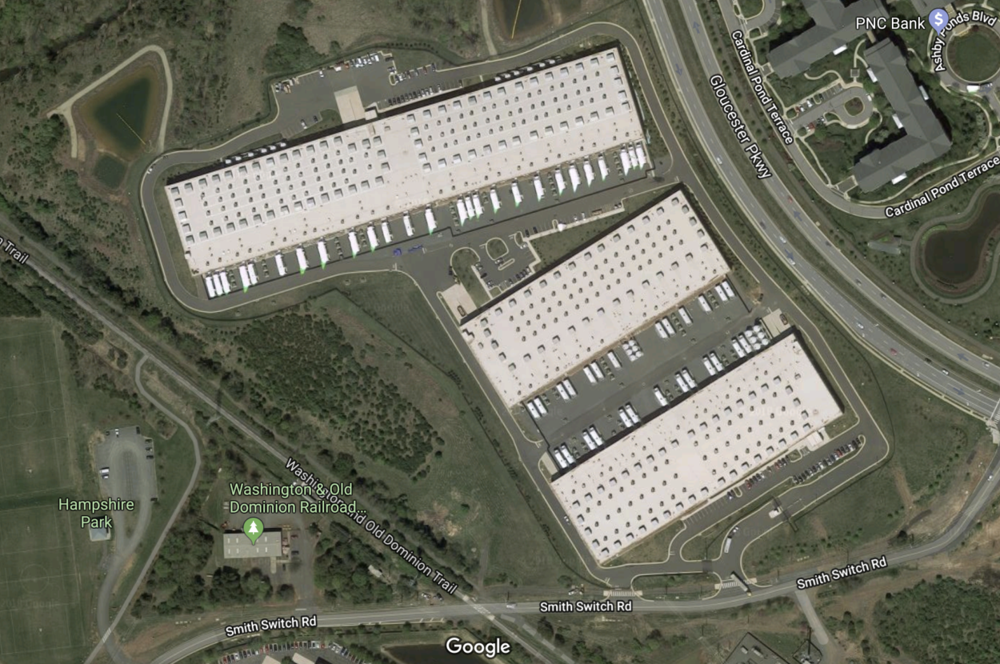 PNC Bank
$
Ashby Ponds Blvd
Cardinal Pond Terrace
Gloucester Pkwy
Cardinal Pond Terrace
n Trail
Washington & Old
Dominion Railroad...
Washington and Old Dominion Trail
Hampshire
Park
Smith Switch Rd
Smith Switch Rd
Smith Switch Rd
Google